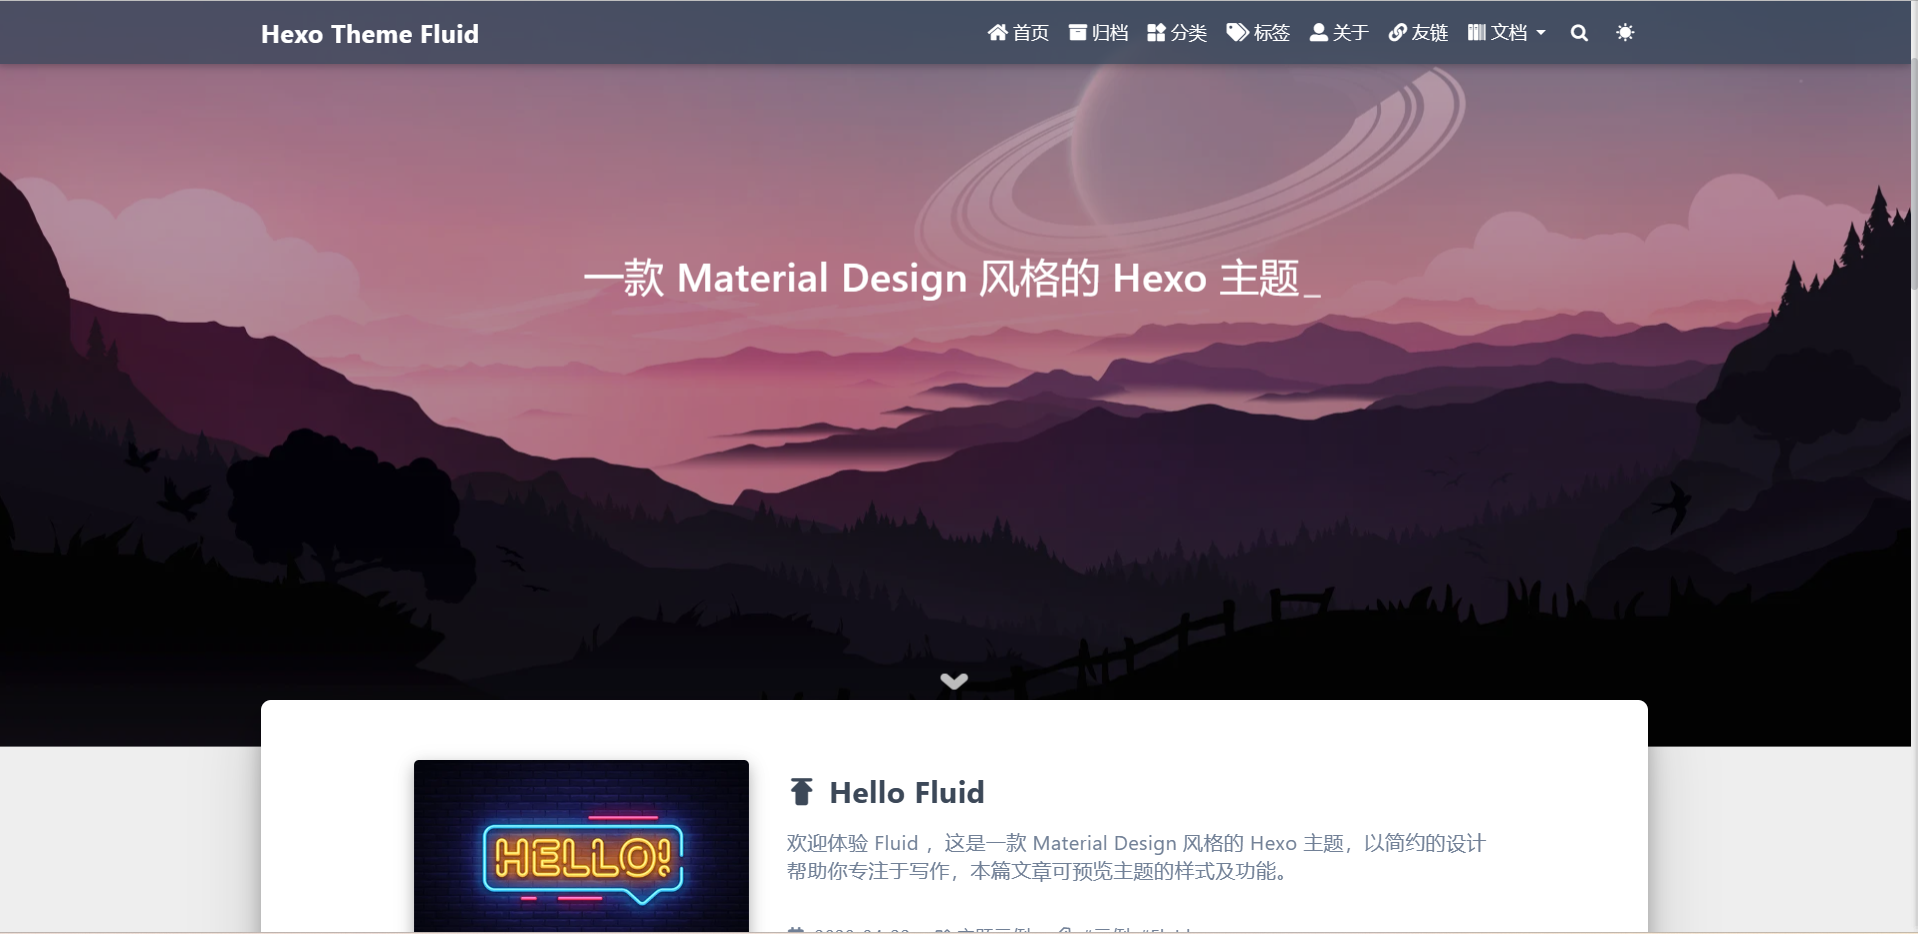 Hexo Theme Fluid
首页 归档 分类 标签 关于 友链 文档
一款 Material Design 风格的 Hexo 主题_
HELLO!
Hello Fluid
欢迎体验 Fluid ，这是一款 Material Design 风格的 Hexo 主题，以简约的设计
帮助你专注于写作，本篇文章可预览主题的样式及功能。